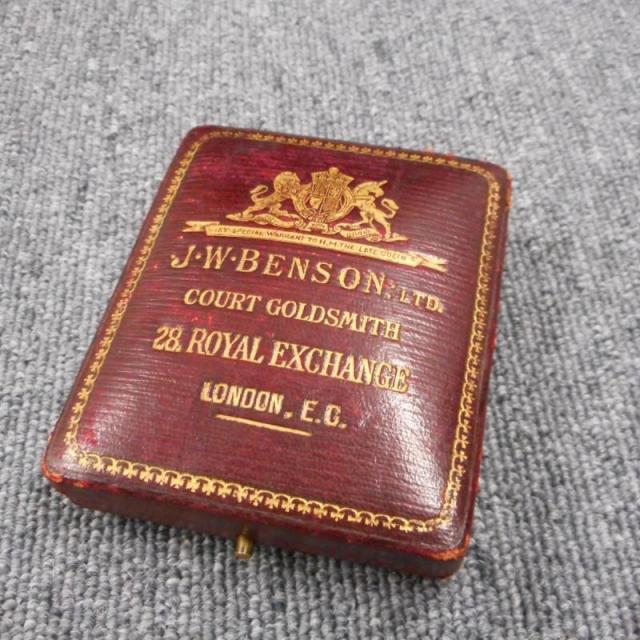 BY SPECIAL WARRANT TO H.M. THE LATE QUEEN
J·W·BENSON, LTD.
COURT GOLDSMITH
28, ROYAL EXCHANGE
LONDON, E.C.